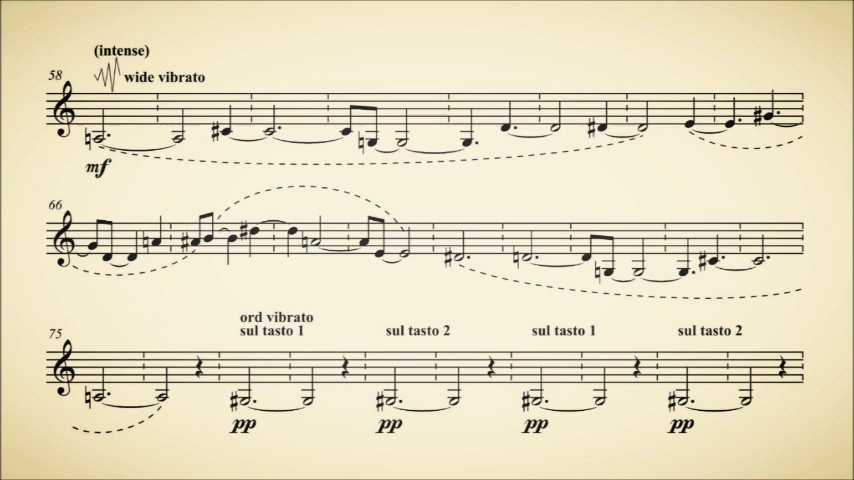 (intense)
58
wide vibrato
mf
66
ord vibrato
75
sul tasto 1 sul tasto 2 sul tasto 1 sul tasto 2
pp pp pp pp